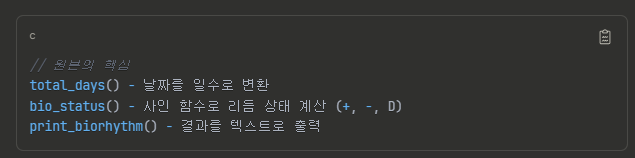 c
// 원본의 핵심
total_days() - 날짜를 일수로 변환
bio_status() - 사인 함수로 리듬 상태 계산 (+, -, D)
print_biorhythm() - 결과를 텍스트로 출력